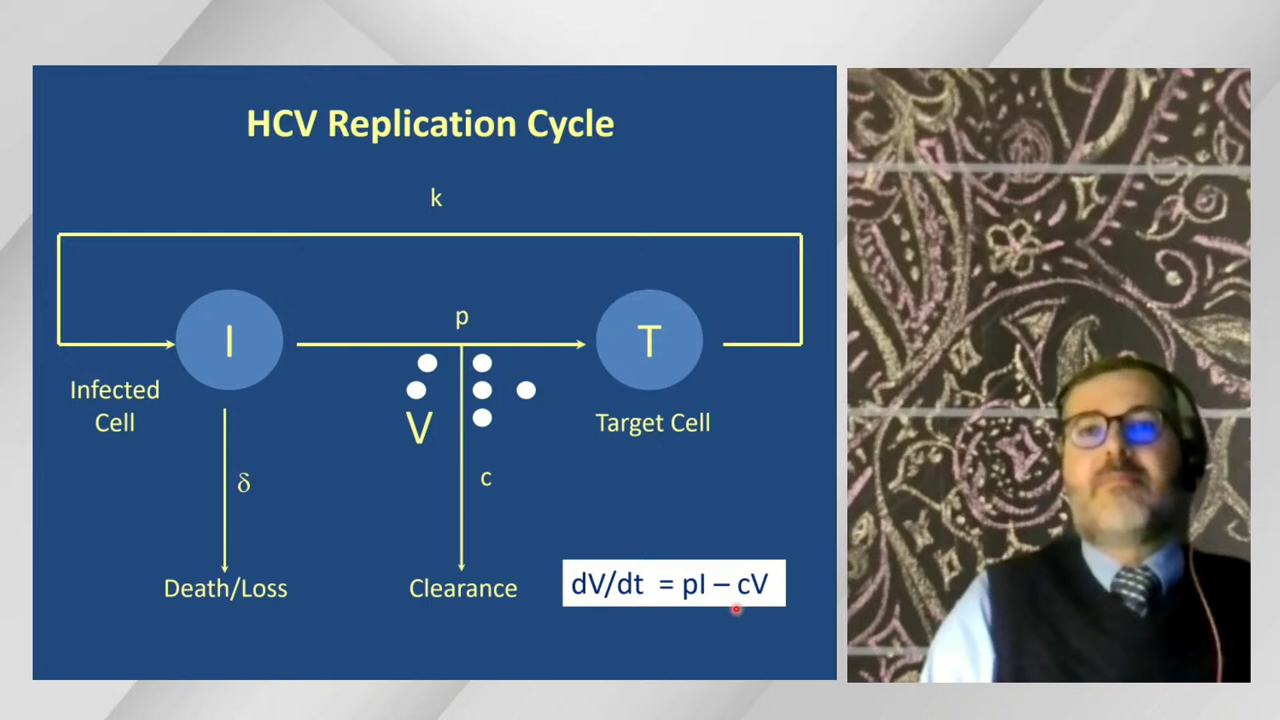 HCV Replication Cycle
k
p
I
T
Infected
Cell
V
Target Cell
δ
c
Death/Loss
Clearance
dV/dt = pI – cV